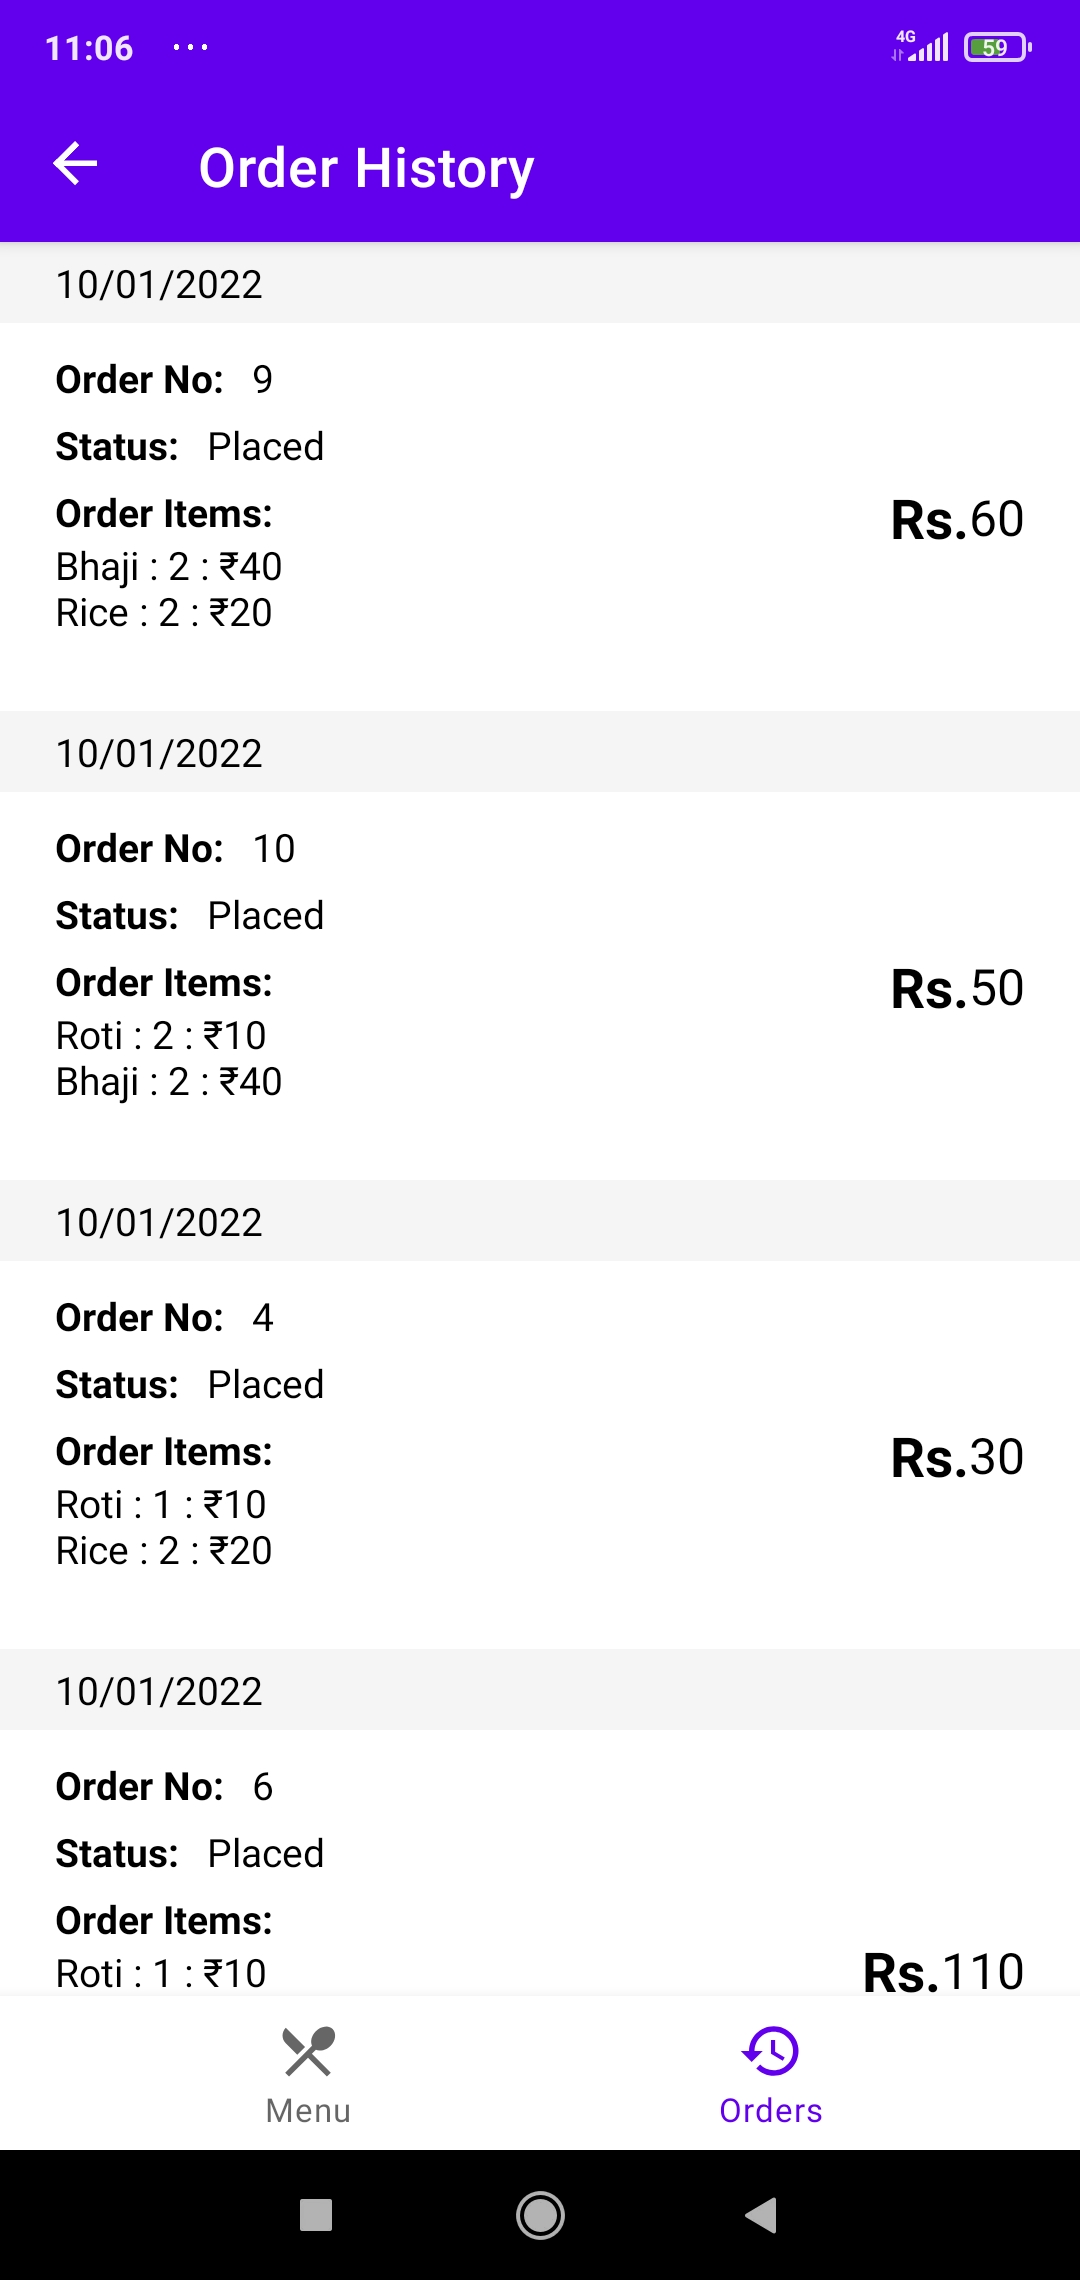 11:06 ...
4G 59
Order History
10/01/2022
Order No: 9
Status: Placed
Order Items:
Rs.60
Bhaji : 2 : ₹40
Rice : 2 : ₹20
10/01/2022
Order No: 10
Status: Placed
Order Items:
Rs.50
Roti : 2 : ₹10
Bhaji : 2 : ₹40
10/01/2022
Order No: 4
Status: Placed
Order Items:
Rs.30
Roti : 1 : ₹10
Rice : 2 : ₹20
10/01/2022
Order No: 6
Status: Placed
Order Items:
Roti : 1 : ₹10
Rs.110
Menu
Orders